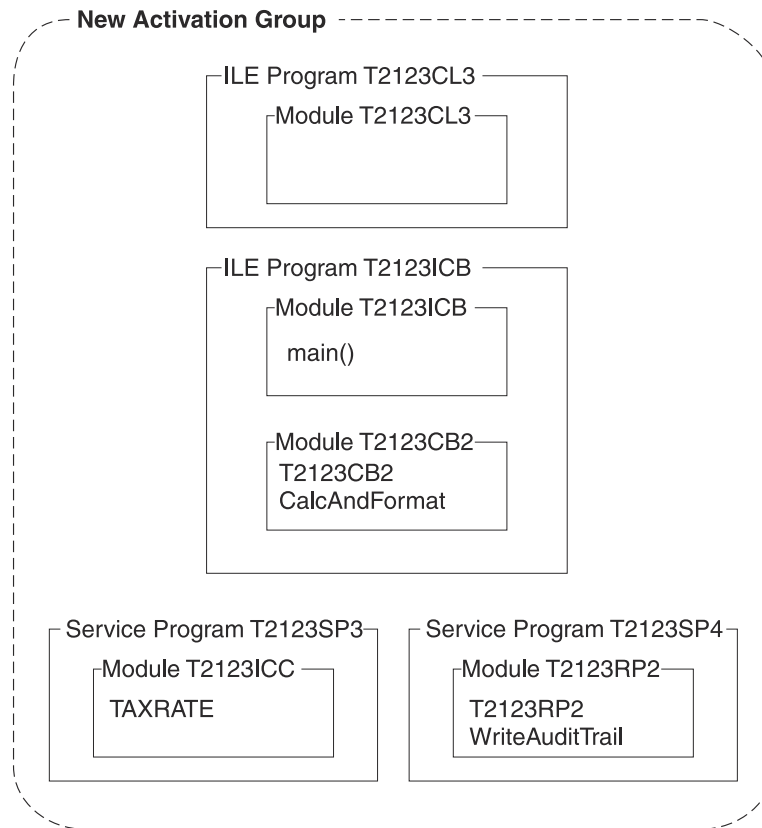 New Activation Group
ILE Program T2123CL3
Module T2123CL3
ILE Program T2123ICB
Module T2123ICB
main()
Module T2123CB2
T2123CB2
CalcAndFormat
Service Program T2123SP3
Module T2123ICC
TAXRATE
Service Program T2123SP4
Module T2123RP2
T2123RP2
WriteAuditTrail